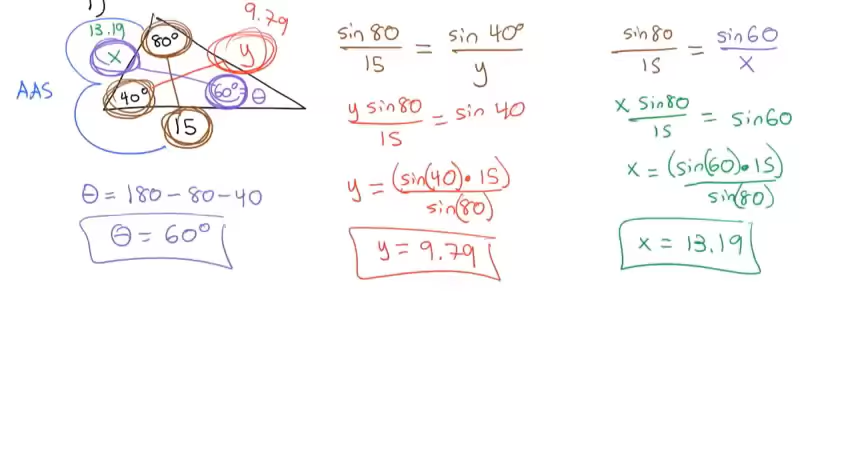 1)
9.79
13.19
x
80°
y
AAS
40°
60°=θ
15
θ = 180 - 80 - 40
θ = 60°
sin 80 / 15 = sin 40° / y
y sin 80 / 15 = sin 40
y = (sin(40) • 15) / sin(80)
y = 9.79
sin 80 / 15 = sin 60 / x
x sin 80 / 15 = sin 60
x = (sin(60) • 15) / sin(80)
x = 13.19